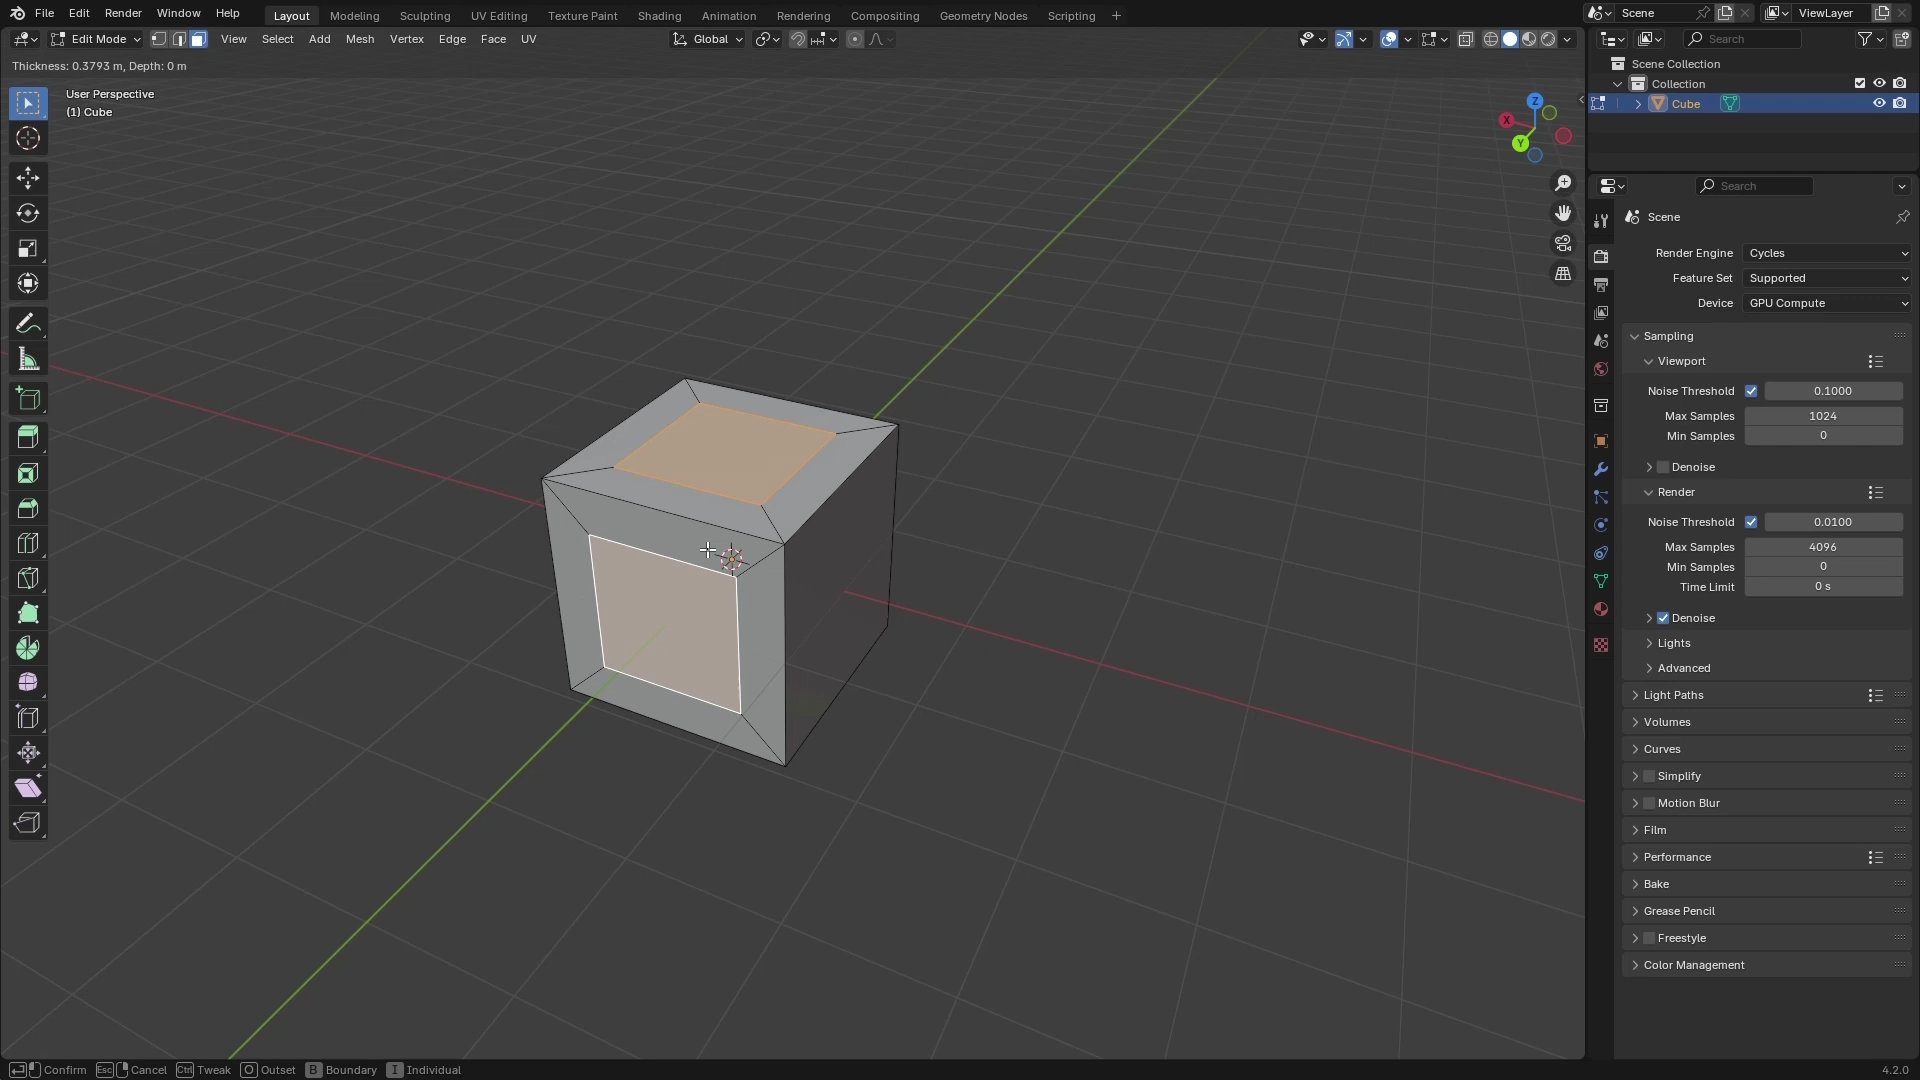 File Edit Render Window Help Layout Modeling Sculpting UV Editing Texture Paint Shading Animation Rendering Compositing Geometry Nodes Scripting + Scene ViewLayer
Edit Mode View Select Add Mesh Vertex Edge Face UV Global Search
Thickness: 0.3793 m, Depth: 0 m
User Perspective
(1) Cube
Z
X
Y
Scene Collection
Collection
Cube
Search
Scene
Render Engine Cycles
Feature Set Supported
Device GPU Compute
Sampling
Viewport
Noise Threshold 0.1000
Max Samples 1024
Min Samples 0
Denoise
Render
Noise Threshold 0.0100
Max Samples 4096
Min Samples 0
Time Limit 0 s
Denoise
Lights
Advanced
Light Paths
Volumes
Curves
Simplify
Motion Blur
Film
Performance
Bake
Grease Pencil
Freestyle
Color Management
Confirm Esc Cancel Ctrl Tweak O Outset B Boundary I Individual 4.2.0